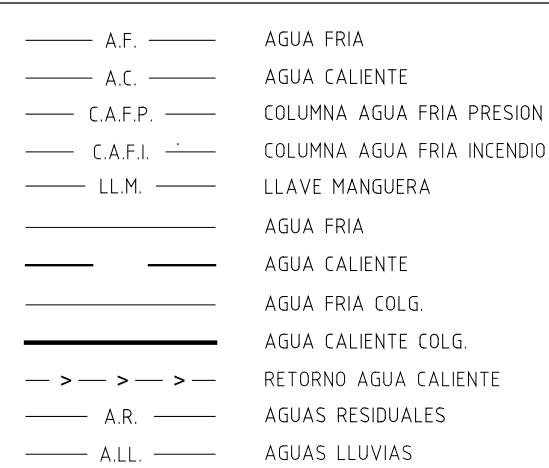 A.F. AGUA FRIA
A.C. AGUA CALIENTE
C.A.F.P. COLUMNA AGUA FRIA PRESION
C.A.F.I. COLUMNA AGUA FRIA INCENDIO
LL.M. LLAVE MANGUERA
AGUA FRIA
AGUA CALIENTE
AGUA FRIA COLG.
AGUA CALIENTE COLG.
> > > RETORNO AGUA CALIENTE
A.R. AGUAS RESIDUALES
A.LL. AGUAS LLUVIAS